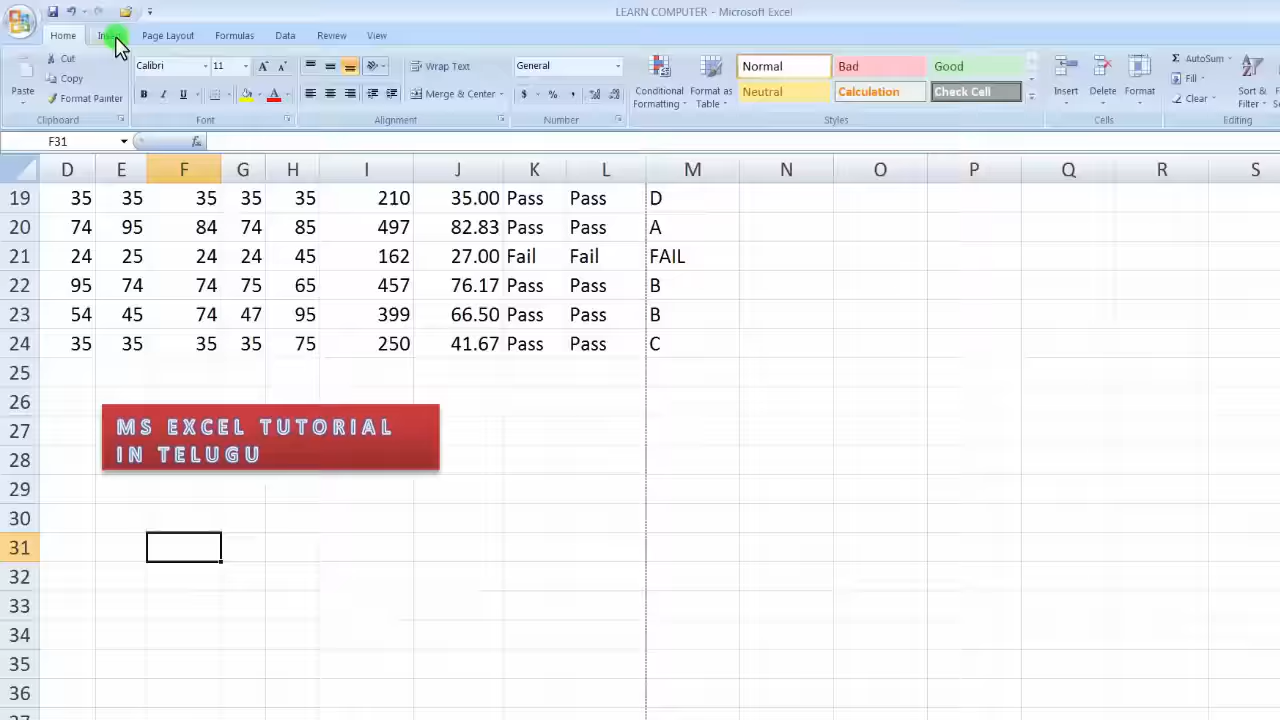 LEARN COMPUTER - Microsoft Excel
Home Page Layout Formulas Data Review View
Cut
Copy
Format Painter
Paste
Clipboard
Calibri 11
B I U
Font
Wrap Text
Merge & Center
Alignment
General
$ % ,
Number
Conditional Formatting
Format as Table
Normal Bad Good
Neutral Calculation Check Cell
Styles
Insert Delete Format
Cells
Σ AutoSum
Fill
Clear
Sort &
Filter
Editing
F31 fx
D E F G H I J K L M N O P Q R S
19 35 35 35 35 35 210 35.00 Pass Pass D
20 74 95 84 74 85 497 82.83 Pass Pass A
21 24 25 24 24 45 162 27.00 Fail Fail FAIL
22 95 74 74 75 65 457 76.17 Pass Pass B
23 54 45 74 47 95 399 66.50 Pass Pass B
24 35 35 35 35 75 250 41.67 Pass Pass C
25
26
27
28
29
30
31
32
33
34
35
36
MS EXCEL TUTORIAL
IN TELUGU